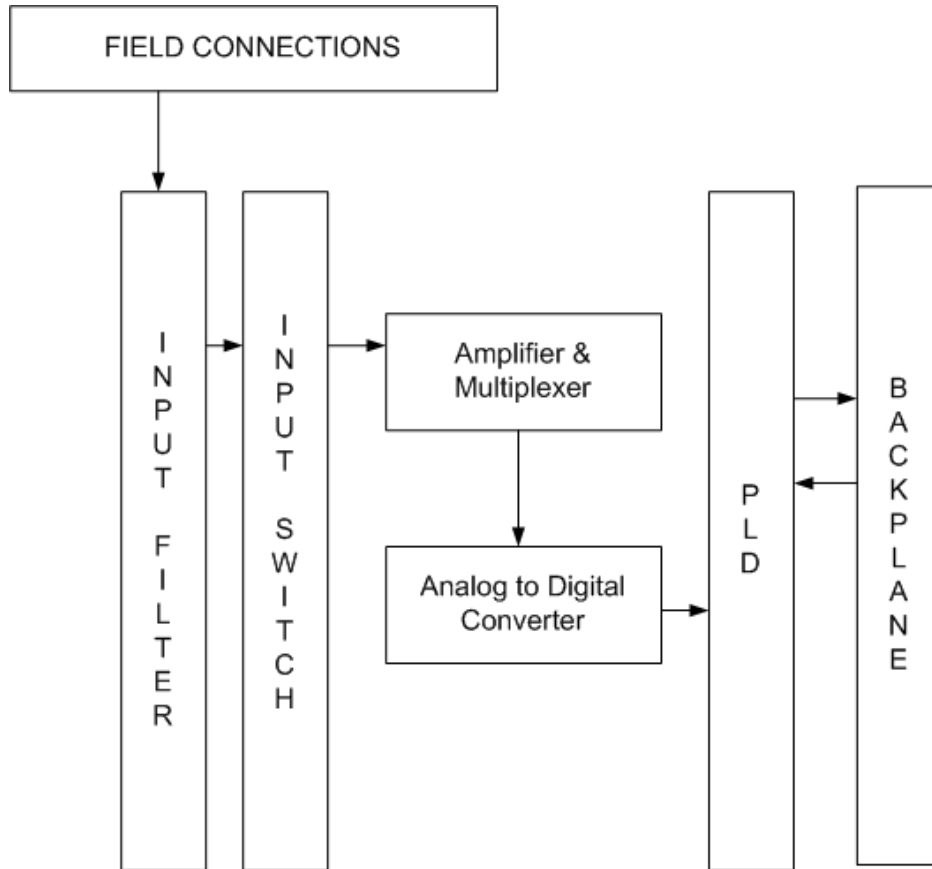 FIELD CONNECTIONS
INPUT FILTER
INPUT SWITCH
Amplifier &
Multiplexer
Analog to Digital
Converter
PLD
BACKPLANE